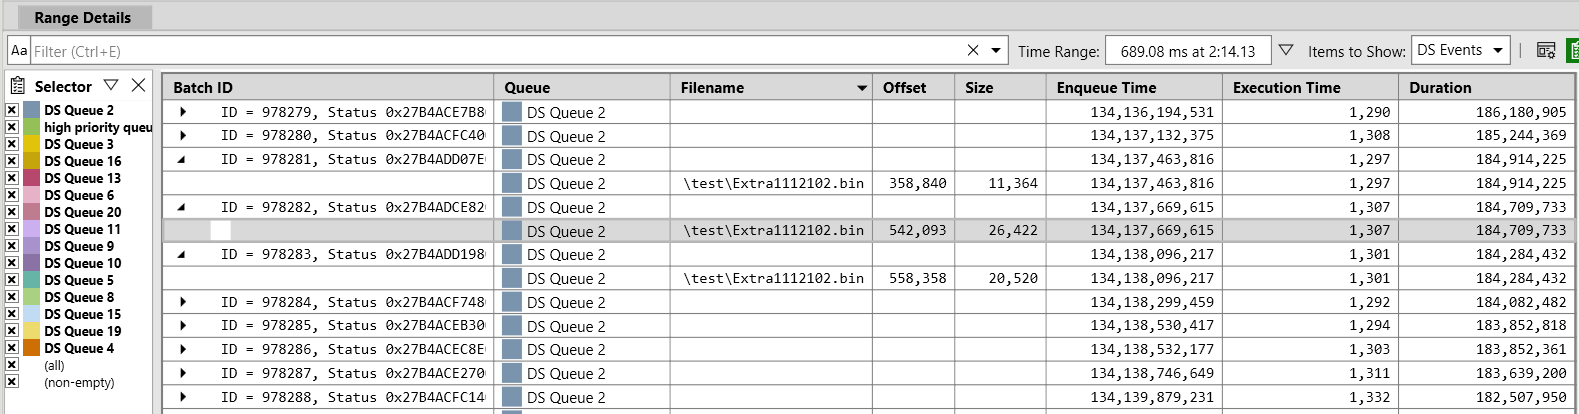 Range Details
Aa Filter (Ctrl+E) Time Range: 689.08 ms at 2:14.13 Items to Show: DS Events
Selector
DS Queue 2
high priority queu
DS Queue 3
DS Queue 16
DS Queue 13
DS Queue 6
DS Queue 20
DS Queue 11
DS Queue 9
DS Queue 10
DS Queue 5
DS Queue 8
DS Queue 15
DS Queue 19
DS Queue 4
(all)
(non-empty)
Batch ID Queue Filename Offset Size Enqueue Time Execution Time Duration
ID = 978279, Status 0x27B4ACE7B8 DS Queue 2 134,136,194,531 1,290 186,180,905
ID = 978280, Status 0x27B4ACFC40 DS Queue 2 134,137,132,375 1,308 185,244,369
ID = 978281, Status 0x27B4ADD07E DS Queue 2 134,137,463,816 1,297 184,914,225
DS Queue 2 \test\Extra1112102.bin 358,840 11,364 134,137,463,816 1,297 184,914,225
ID = 978282, Status 0x27B4ADCE82 DS Queue 2 134,137,669,615 1,307 184,709,733
DS Queue 2 \test\Extra1112102.bin 542,093 26,422 134,137,669,615 1,307 184,709,733
ID = 978283, Status 0x27B4ADD198 DS Queue 2 134,138,096,217 1,301 184,284,432
DS Queue 2 \test\Extra1112102.bin 558,358 20,520 134,138,096,217 1,301 184,284,432
ID = 978284, Status 0x27B4ACF748 DS Queue 2 134,138,299,459 1,292 184,082,482
ID = 978285, Status 0x27B4ACEB30 DS Queue 2 134,138,530,417 1,294 183,852,818
ID = 978286, Status 0x27B4ACEC8E DS Queue 2 134,138,532,177 1,303 183,852,361
ID = 978287, Status 0x27B4ACE270 DS Queue 2 134,138,746,649 1,311 183,639,200
ID = 978288, Status 0x27B4ACFC14 DS Queue 2 134,139,879,231 1,332 182,507,950